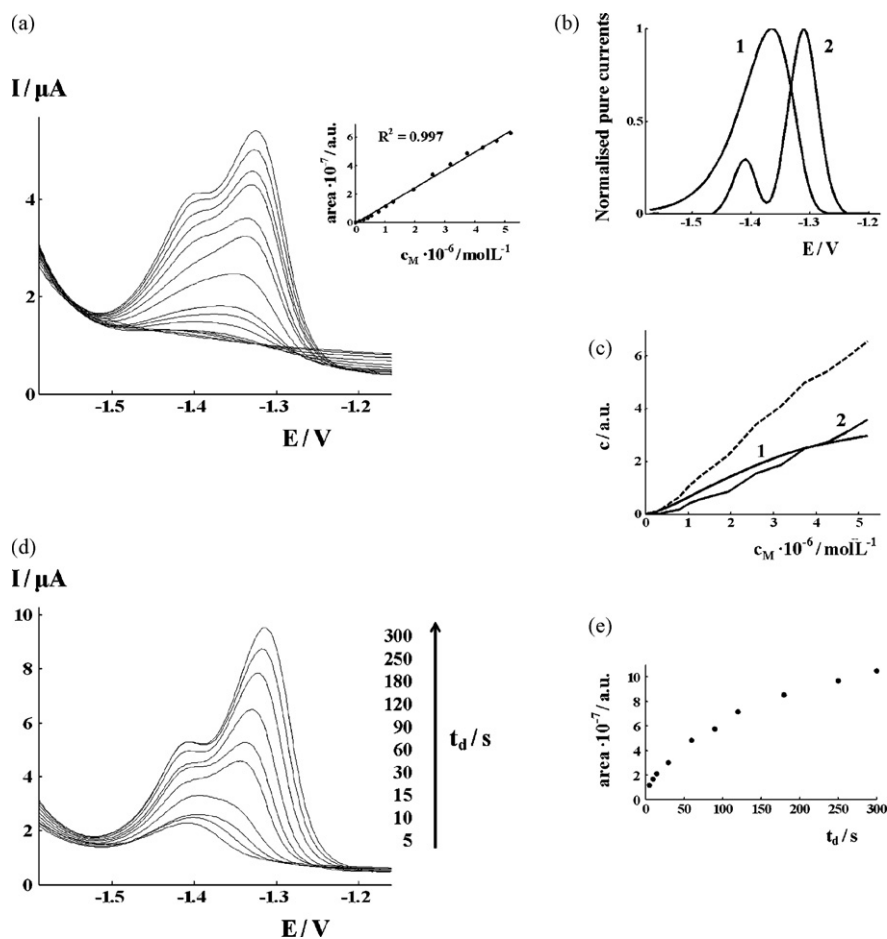 (a)
I / µA
4
2
0
-1.5
-1.4
-1.3
-1.2
E / V
area · 10⁻⁷ / a.u.
6
4
2
0
R² = 0.997
0 1 2 3 4 5
c_M · 10⁻⁶ / molL⁻¹
(b)
Normalised pure currents
1
0.5
0
1
2
-1.5
-1.4
-1.3
-1.2
E / V
(c)
c / a.u.
6
4
2
0
1
2
0 1 2 3 4 5
c_M · 10⁻⁶ / molL⁻¹
(d)
I / µA
10
8
6
4
2
0
-1.5
-1.4
-1.3
-1.2
E / V
300
250
180
120
90
60
30
15
10
5
t_d / s
(e)
area · 10⁻⁷ / a.u.
10
8
6
4
2
0
0 50 100 150 200 250 300
t_d / s